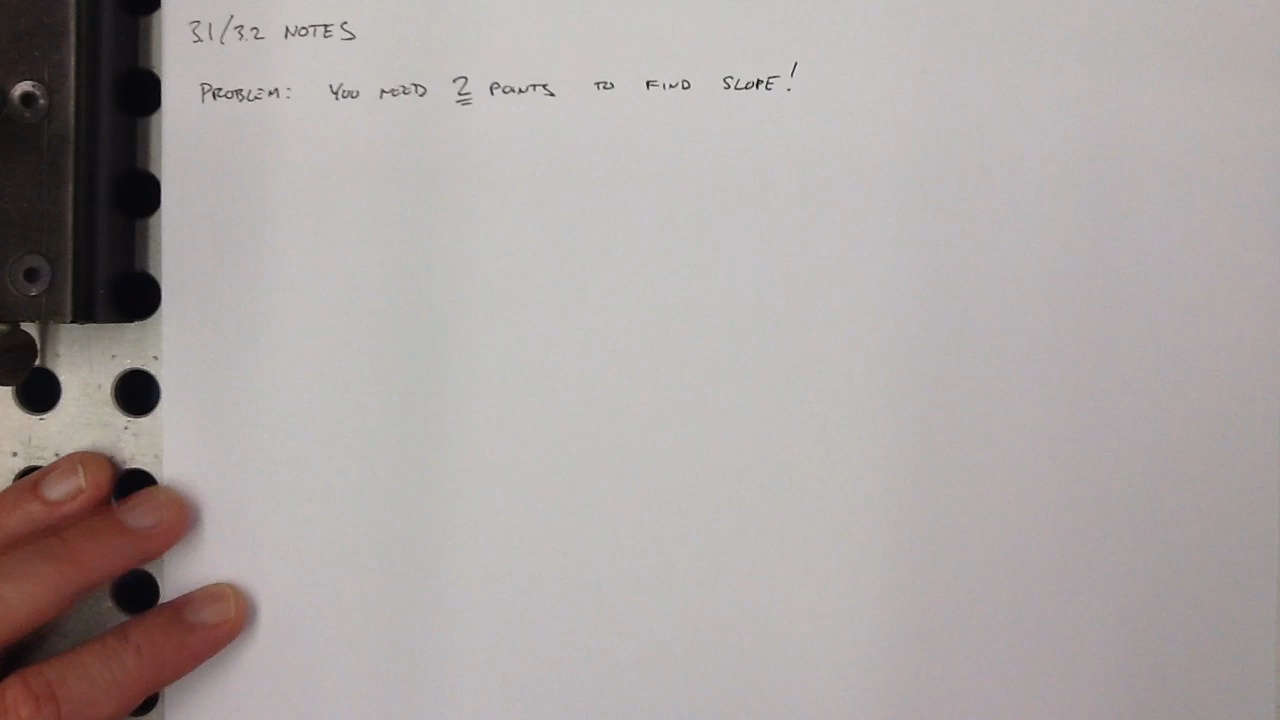 3.1/3.2 NOTES
PROBLEM: YOU NEED 2 POINTS TO FIND SLOPE!